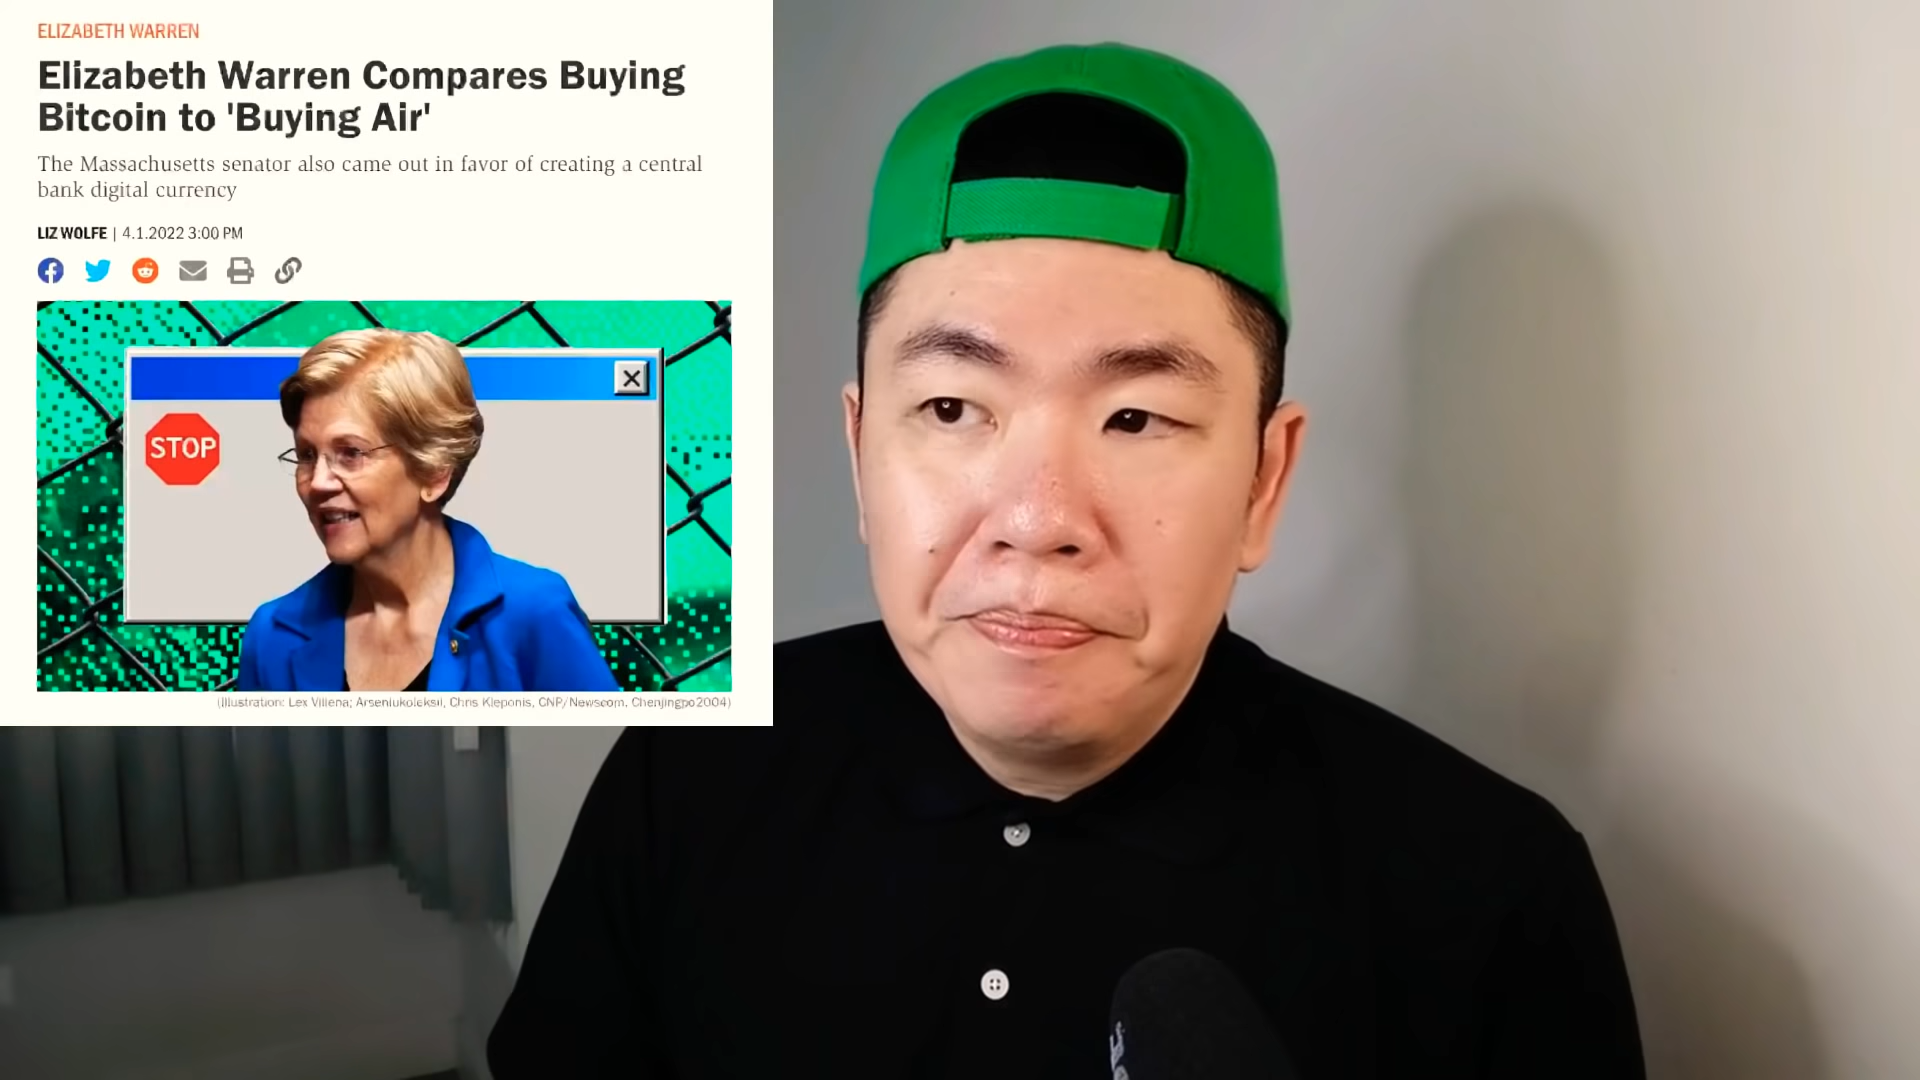 ELIZABETH WARREN
Elizabeth Warren Compares Buying
Bitcoin to 'Buying Air'
The Massachusetts senator also came out in favor of creating a central
bank digital currency
LIZ WOLFE | 4.1.2022 3:00 PM
STOP
(Illustration: Lex Villena; Arseniukoleksii, Chris Kleponis, CNP/Newscom, Chenjingpo2004)